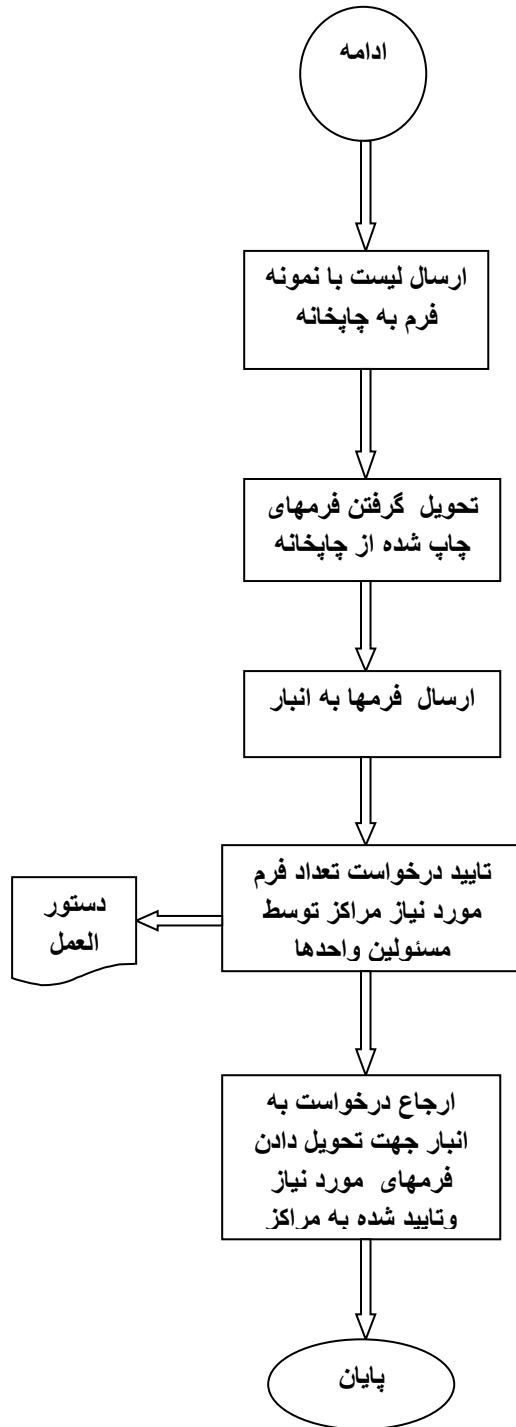 ادامه
ارسال لیست با نمونه
فرم به چاپخانه
تحویل گرفتن فرمهای
چاپ شده از چاپخانه
ارسال فرمها به انبار
تایید درخواست تعداد فرم
مورد نیاز مراکز توسط
مسئولین واحدها
دستور
العمل
ارجاع درخواست به
انبار جهت تحویل دادن
فرمهای مورد نیاز
وتایید شده به مراکز
پایان